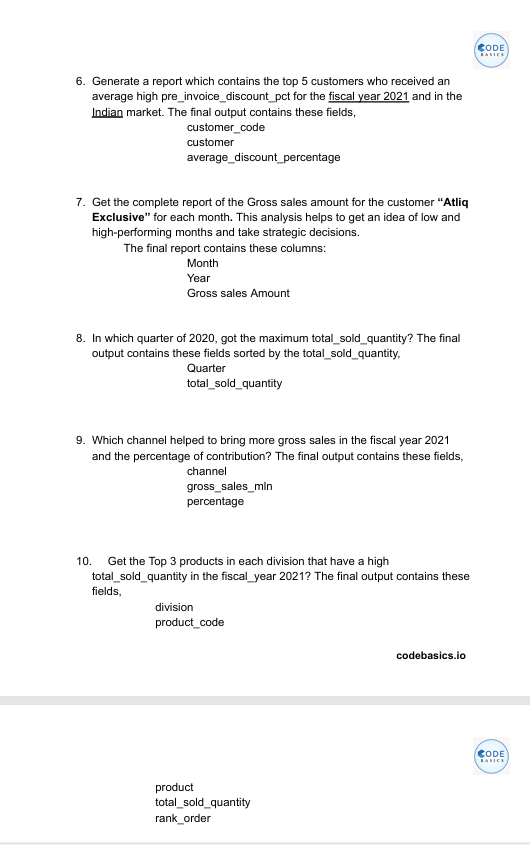 CODE
BASICS
6. Generate a report which contains the top 5 customers who received an
average high pre_invoice_discount_pct for the fiscal year 2021 and in the
Indian market. The final output contains these fields,
customer_code
customer
average_discount_percentage
7. Get the complete report of the Gross sales amount for the customer “Atliq
Exclusive” for each month. This analysis helps to get an idea of low and
high-performing months and take strategic decisions.
The final report contains these columns:
Month
Year
Gross sales Amount
8. In which quarter of 2020, got the maximum total_sold_quantity? The final
output contains these fields sorted by the total_sold_quantity,
Quarter
total_sold_quantity
9. Which channel helped to bring more gross sales in the fiscal year 2021
and the percentage of contribution? The final output contains these fields,
channel
gross_sales_mln
percentage
10. Get the Top 3 products in each division that have a high
total_sold_quantity in the fiscal_year 2021? The final output contains these
fields,
division
product_code
codebasics.io
CODE
BASICS
product
total_sold_quantity
rank_order